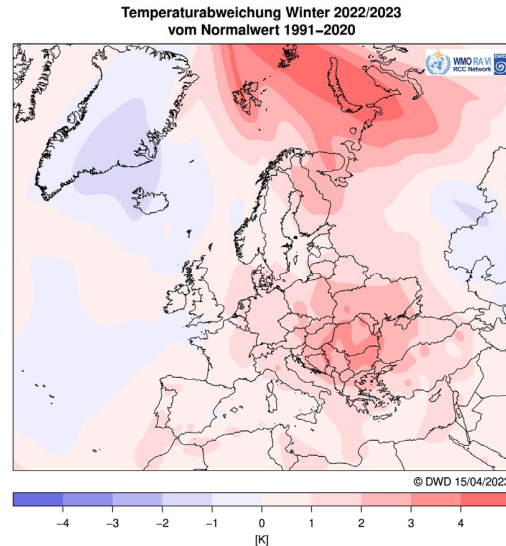 Temperaturabweichung Winter 2022/2023
vom Normalwert 1991−2020
WMO RA VI
RCC Network
DWD
© DWD 15/04/2023
−4 −3 −2 −1 0 1 2 3 4
[K]